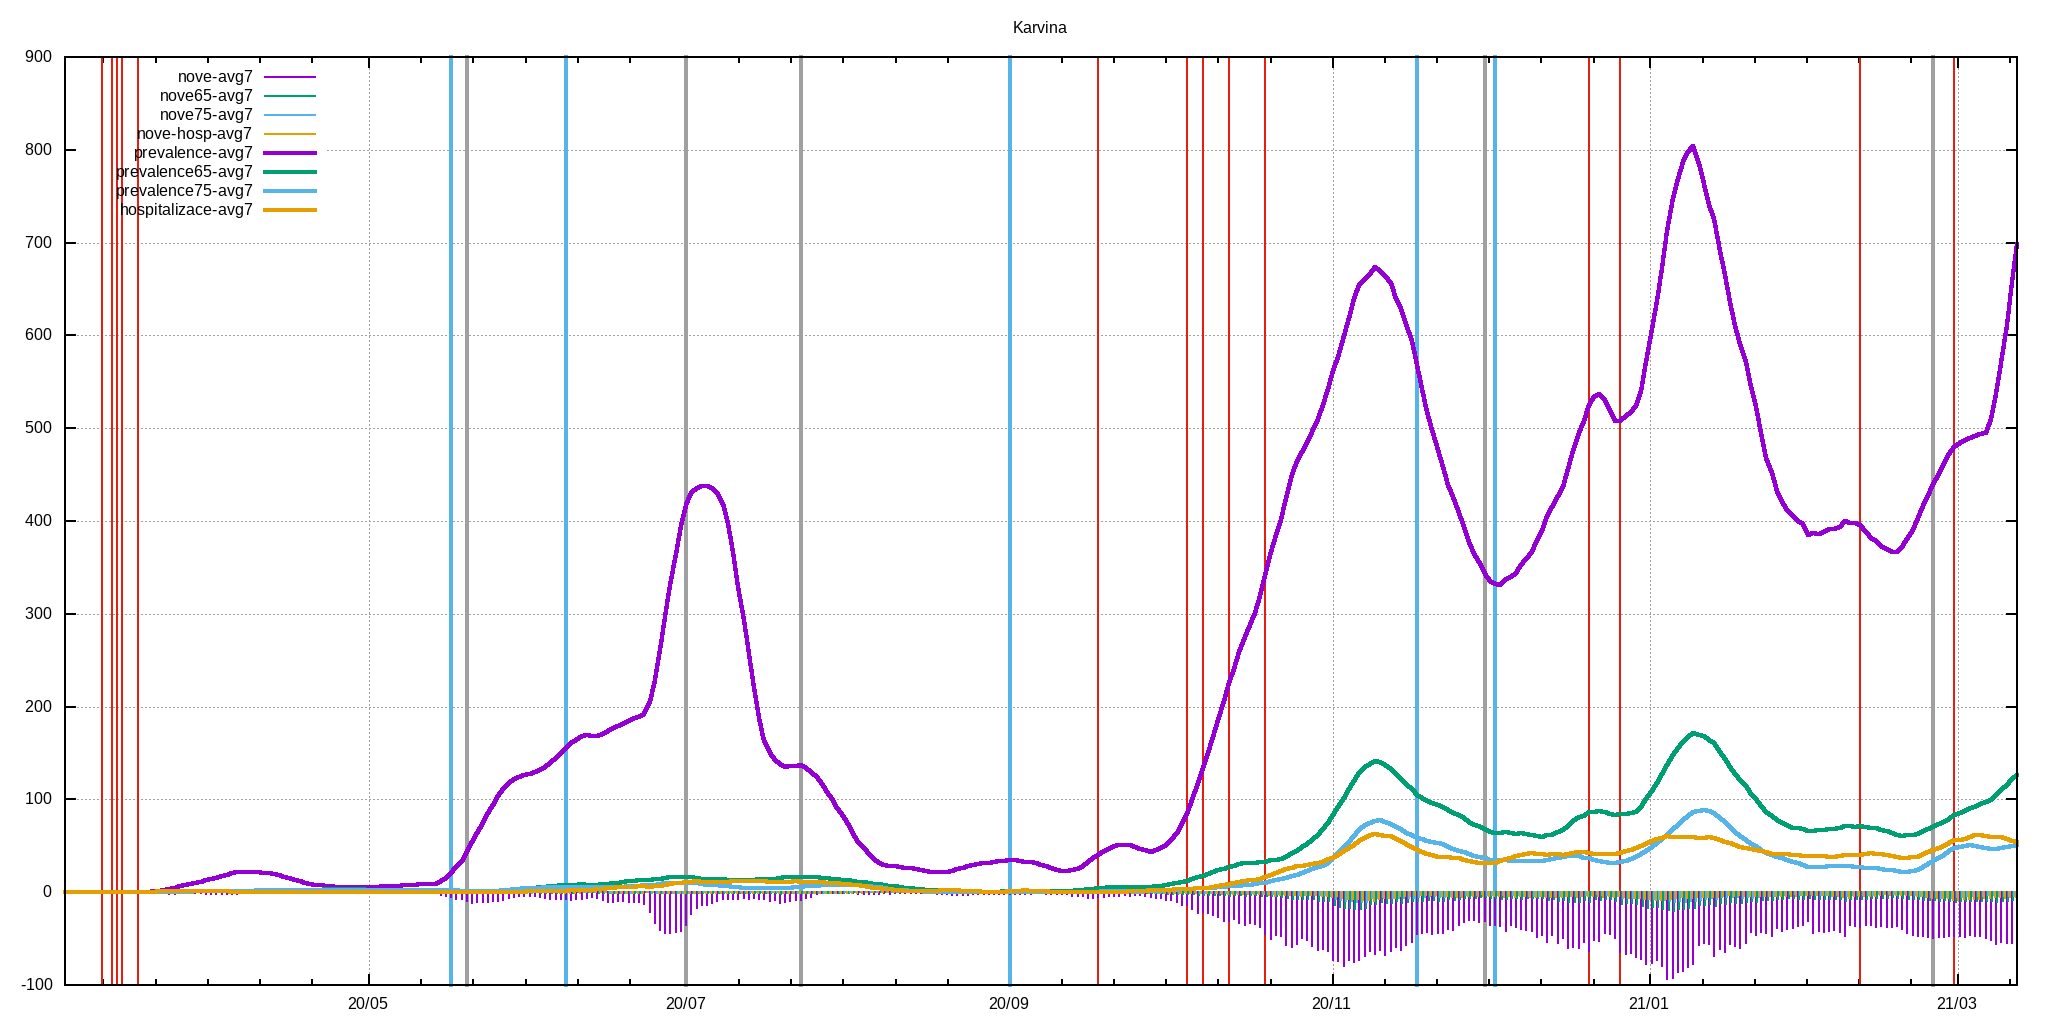 Karvina
900
800
700
600
500
400
300
200
100
0
-100
nove-avg7
nove65-avg7
nove75-avg7
nove-hosp-avg7
prevalence-avg7
prevalence65-avg7
prevalence75-avg7
hospitalizace-avg7
20/05 20/07 20/09 20/11 21/01 21/03